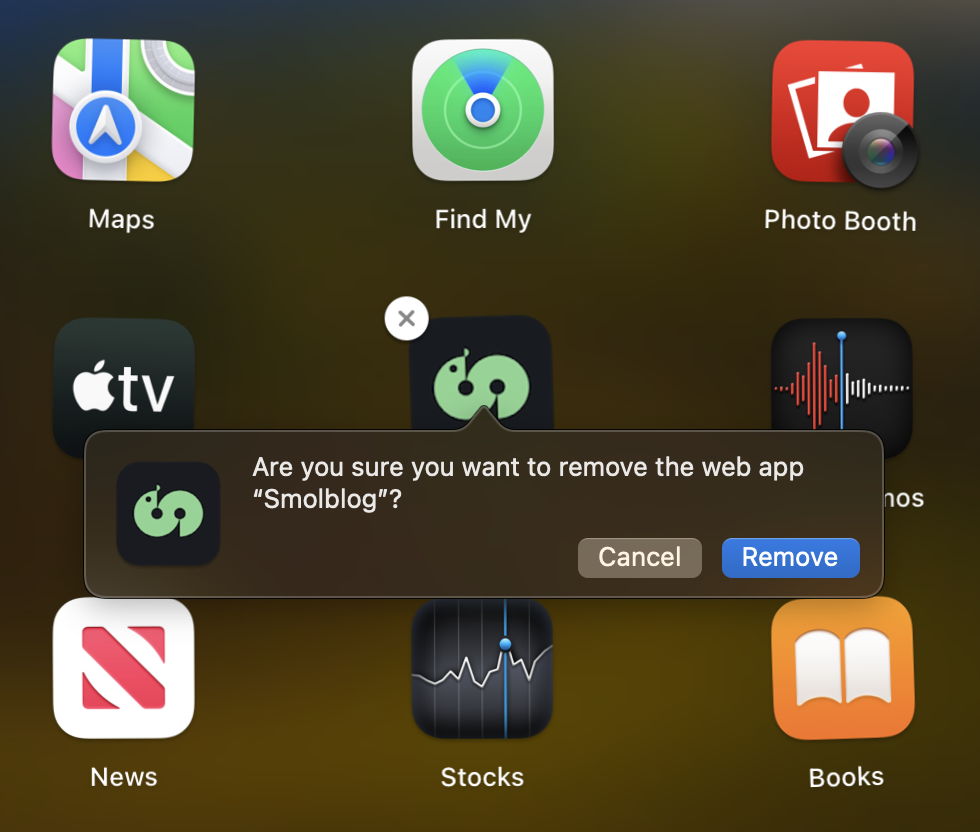 Maps
Find My
Photo Booth
tv
Are you sure you want to remove the web app
“Smolblog”?
Cancel
Remove
News
Stocks
Books